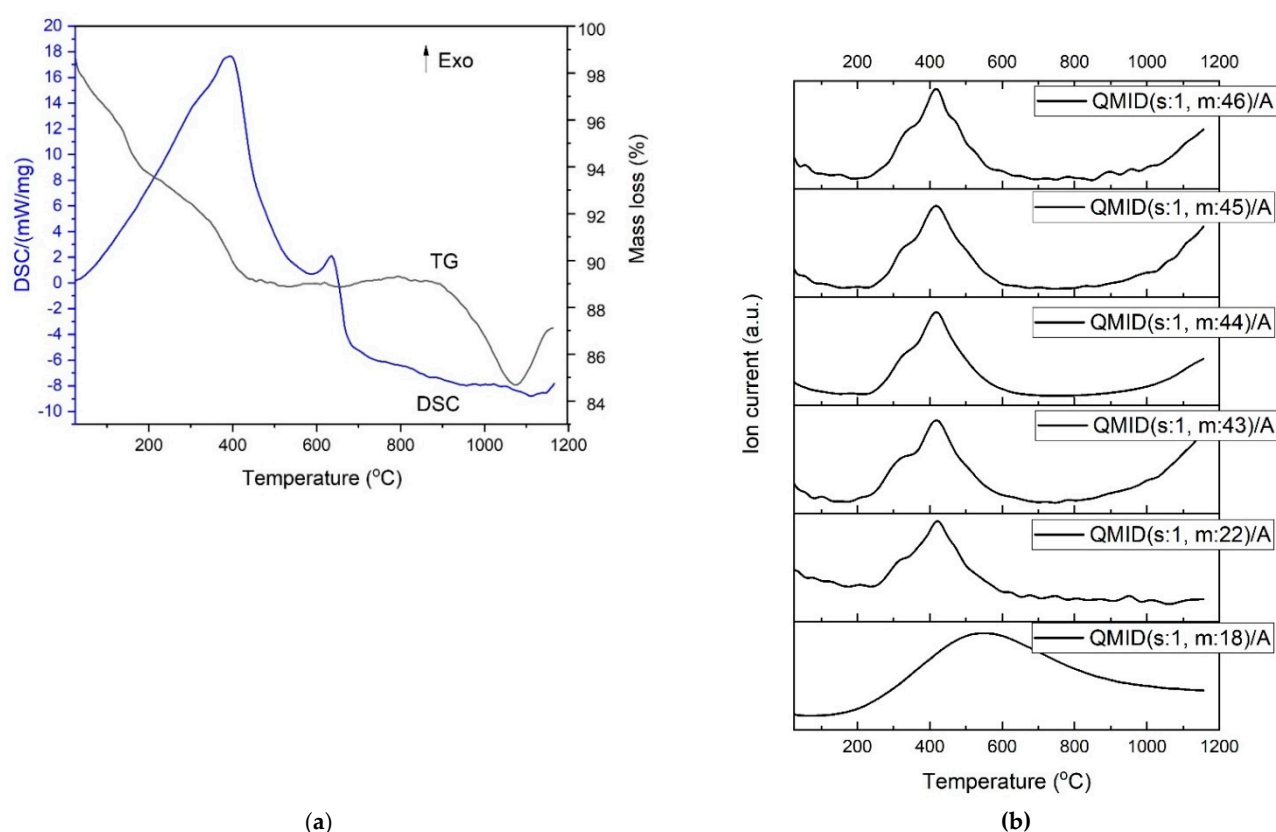 20
18
16
14
12
10
8
6
4
2
0
-2
-4
-6
-8
-10
DSC/(mW/mg)
Exo
TG
DSC
100
98
96
94
92
90
88
86
84
Mass loss (%)
200 400 600 800 1000 1200
Temperature (°C)
(a)
200 400 600 800 1000 1200
QMID(s:1, m:46)/A
QMID(s:1, m:45)/A
QMID(s:1, m:44)/A
QMID(s:1, m:43)/A
QMID(s:1, m:22)/A
QMID(s:1, m:18)/A
Ion current (a.u.)
200 400 600 800 1000 1200
Temperature (°C)
(b)